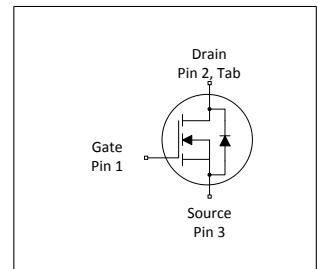 Drain
Pin 2, Tab
Gate
Pin 1
Source
Pin 3